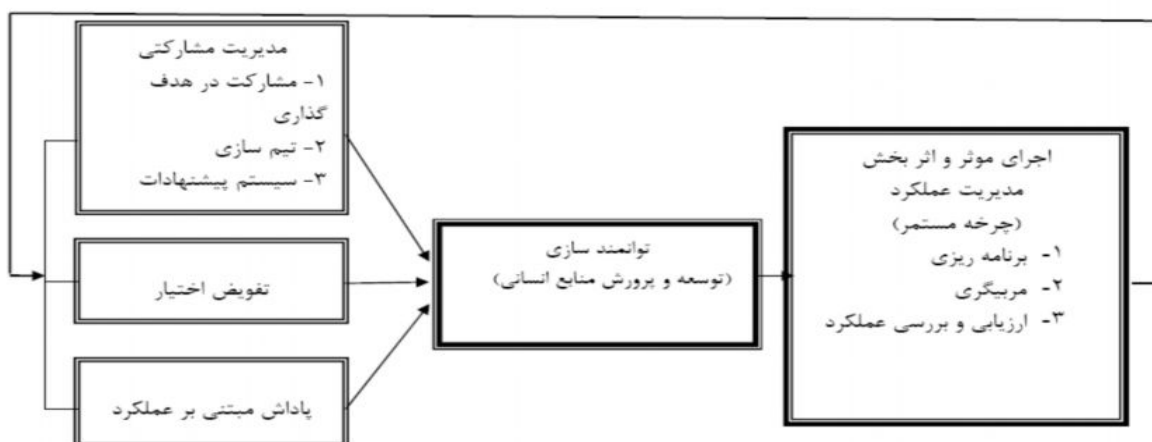 مدیریت مشارکتی
۱- مشارکت در هدف
گذاری
۲- تیم سازی
۳- سیستم پیشنهادات
تفویض اختیار
پاداش مبتنی بر عملکرد
توانمند سازی
(توسعه و پرورش منابع انسانی)
اجرای موثر و اثر بخش
مدیریت عملکرد
(چرخه مستمر)
۱- برنامه ریزی
۲- مربیگری
۳- ارزیابی و بررسی عملکرد